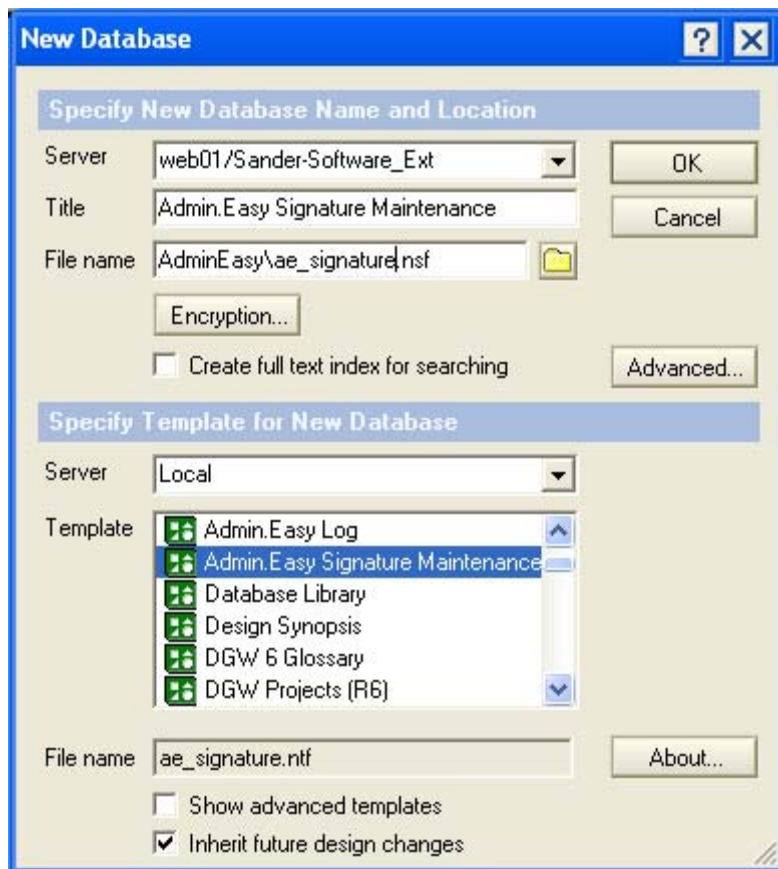 New Database
Specify New Database Name and Location
Server web01/Sander-Software_Ext OK
Title Admin.Easy Signature Maintenance Cancel
File name AdminEasy\ae_signature.nsf
Encryption...
Create full text index for searching Advanced...
Specify Template for New Database
Server Local
Template Admin.Easy Log
Admin.Easy Signature Maintenance
Database Library
Design Synopsis
DGW 6 Glossary
DGW Projects (R6)
File name ae_signature.ntf About...
Show advanced templates
Inherit future design changes